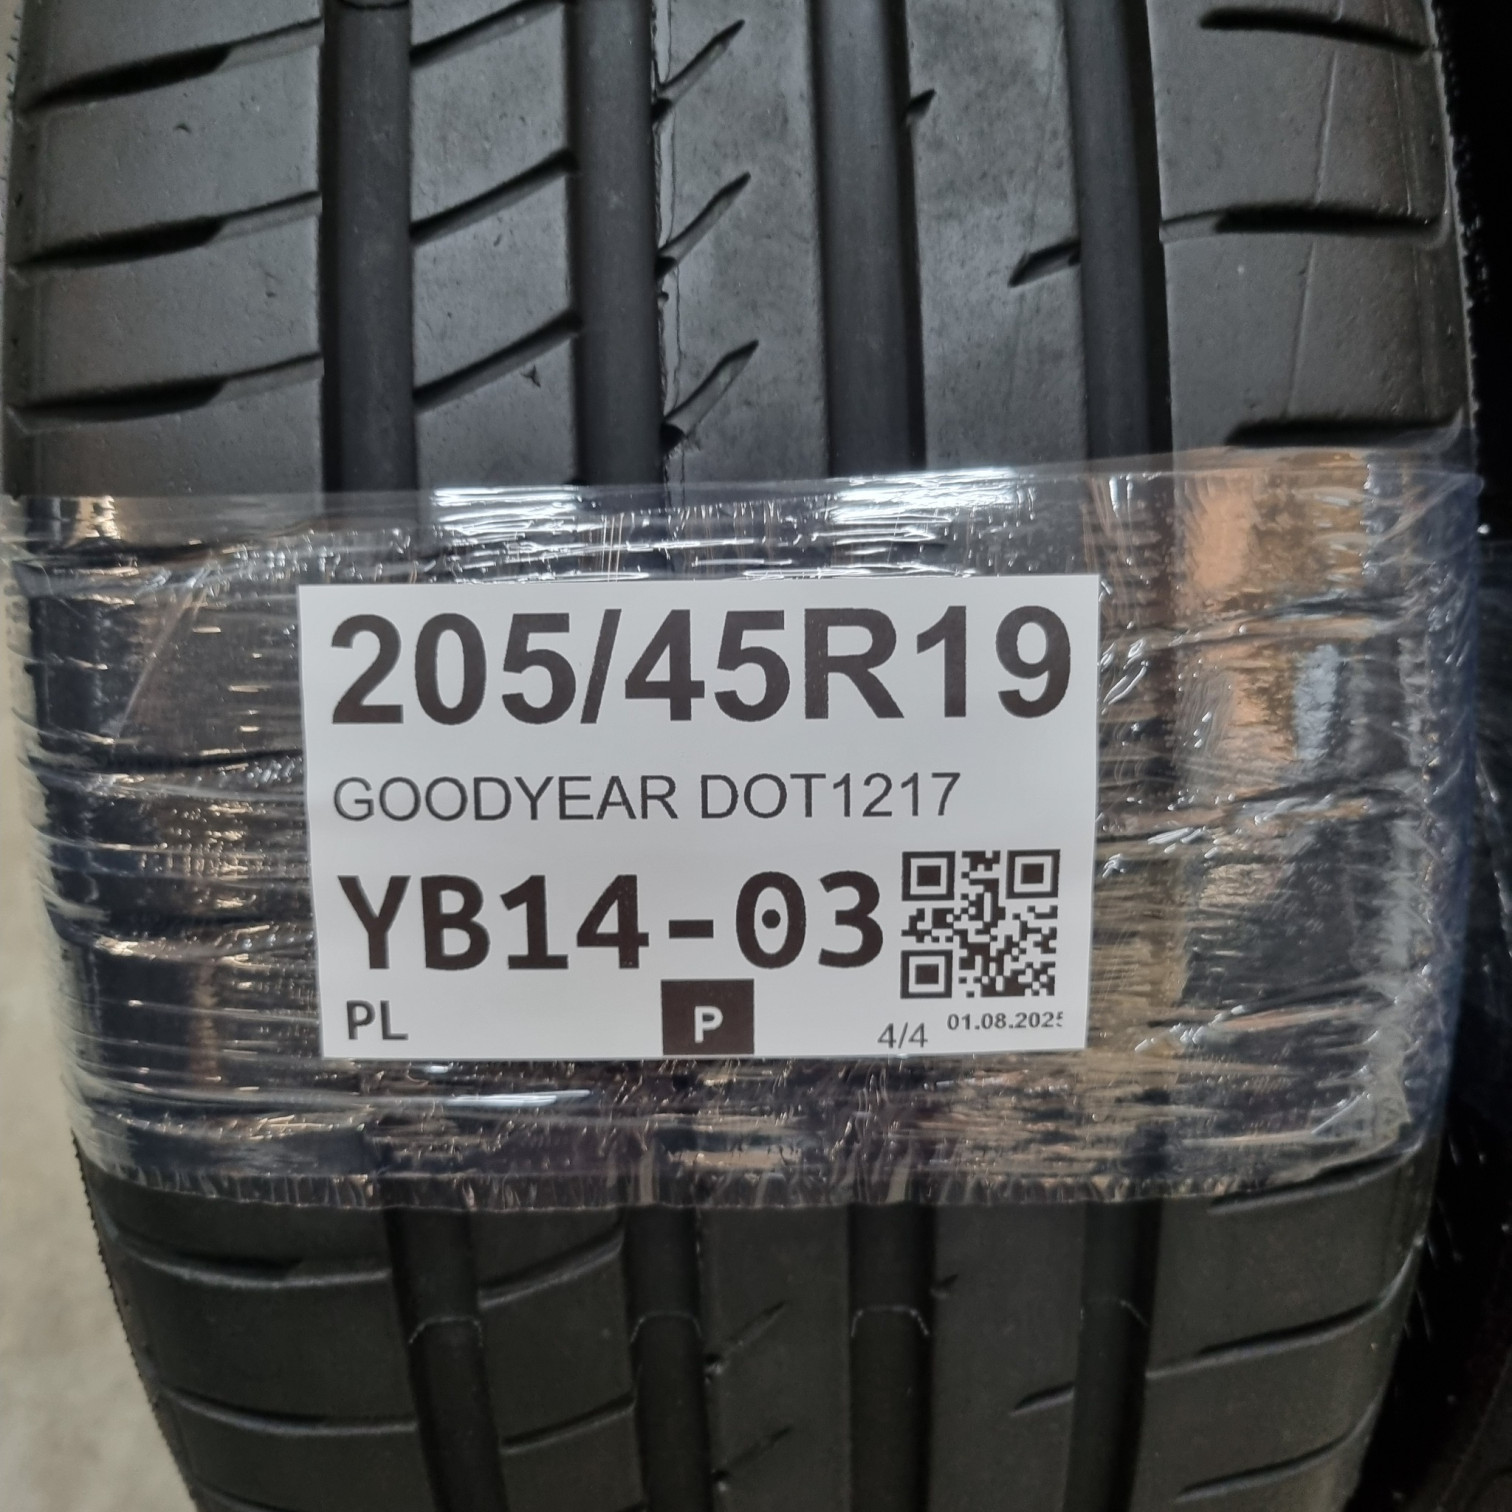 205/45R19
GOODYEAR DOT1217
YB14-03
PL
P
4/4 01.08.2025